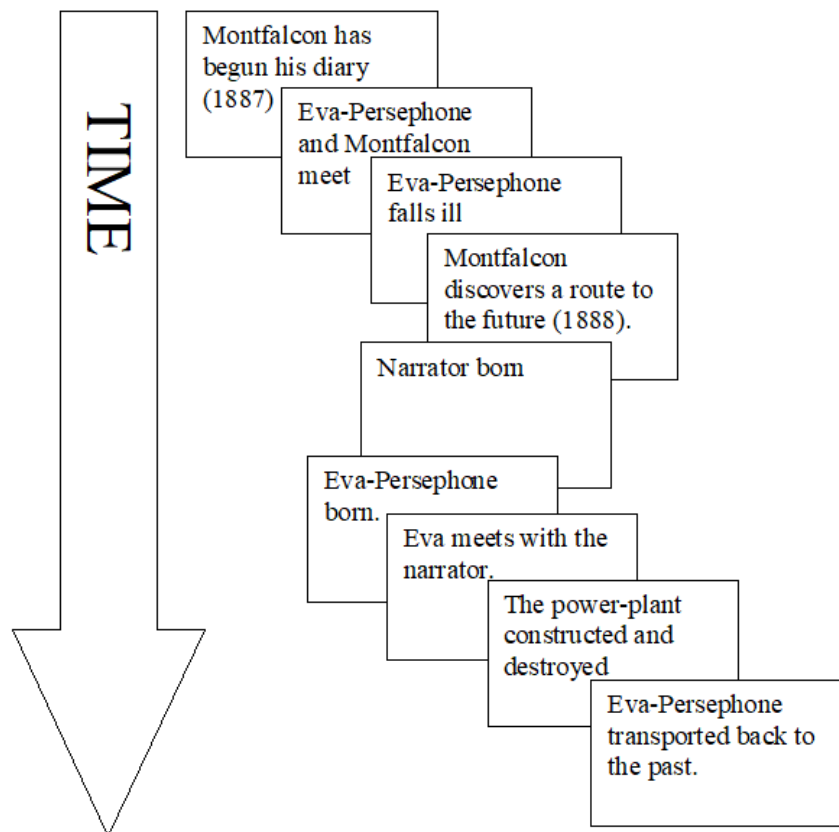 TIME
Montfalcon has
begun his diary
(1887)
Eva-Persephone
and Montfalcon
meet
Eva-Persephone
falls ill
Montfalcon
discovers a route to
the future (1888).
Narrator born
Eva-Persephone
born.
Eva meets with the
narrator.
The power-plant
constructed and
destroyed
Eva-Persephone
transported back to
the past.